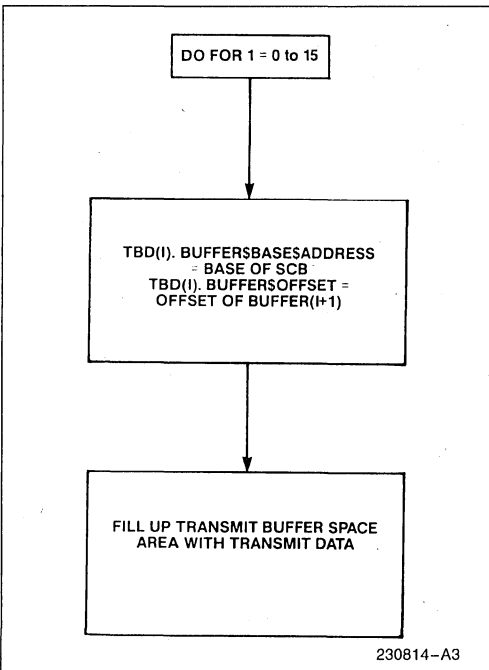 DO FOR 1 = 0 to 15
TBD(I). BUFFER$BASE$ADDRESS
= BASE OF SCB
TBD(I). BUFFER$OFFSET =
OFFSET OF BUFFER(I+1)
FILL UP TRANSMIT BUFFER SPACE
AREA WITH TRANSMIT DATA
230814–A3